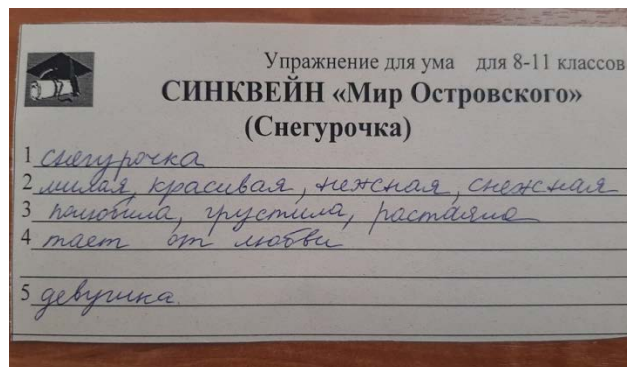 Упражнение для ума для 8-11 классов
СИНКВЕЙН «Мир Островского»
(Снегурочка)
1 снегурочка
2 милая, красивая, нежная, снежная
3 полюбила, грустила, растаяла
4 тает от любви
5 девушка.